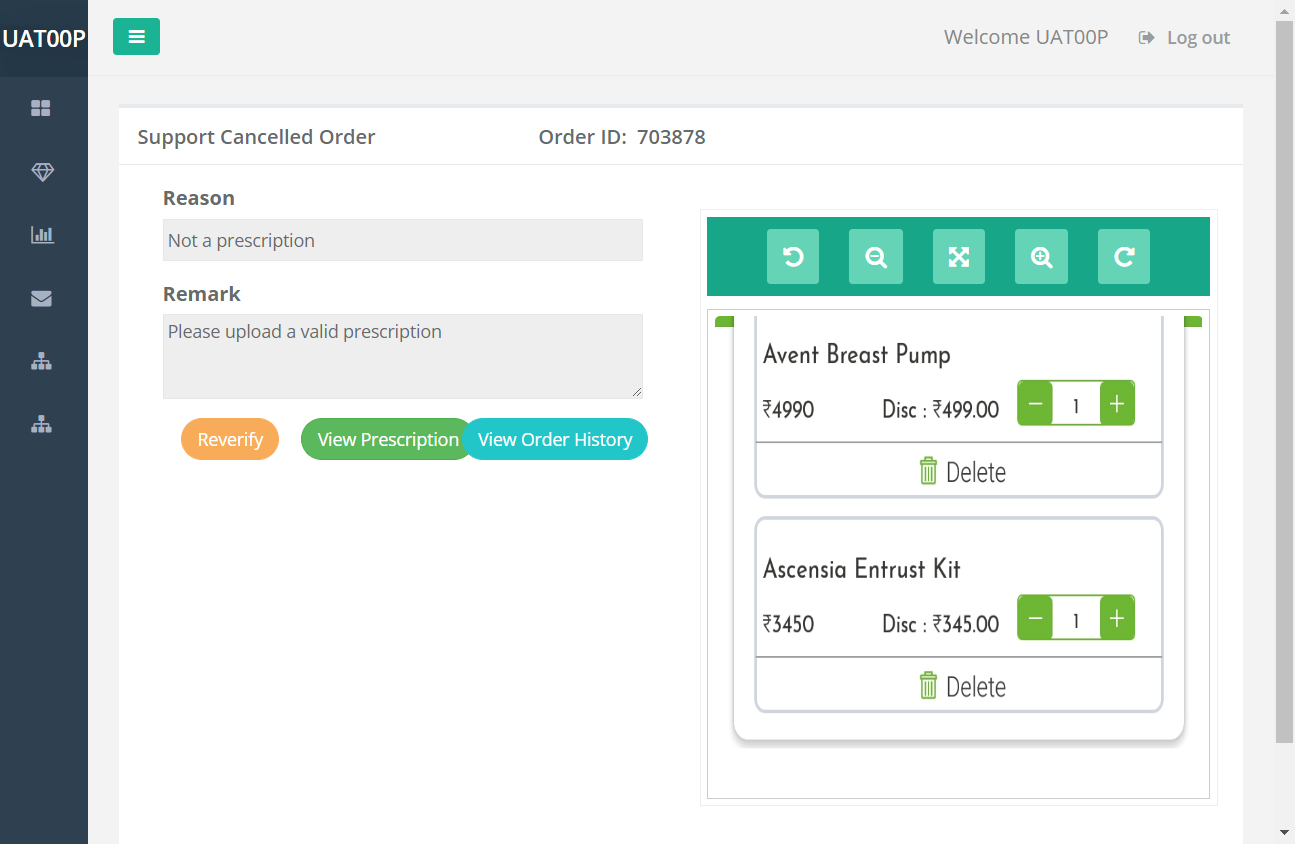 UAT00P
Welcome UAT00P
Log out
Support Cancelled Order
Order ID: 703878
Reason
Not a prescription
Remark
Please upload a valid prescription
Reverify
View Prescription
View Order History
Avent Breast Pump
₹4990
Disc : ₹499.00
− 1 +
Delete
Ascensia Entrust Kit
₹3450
Disc : ₹345.00
− 1 +
Delete